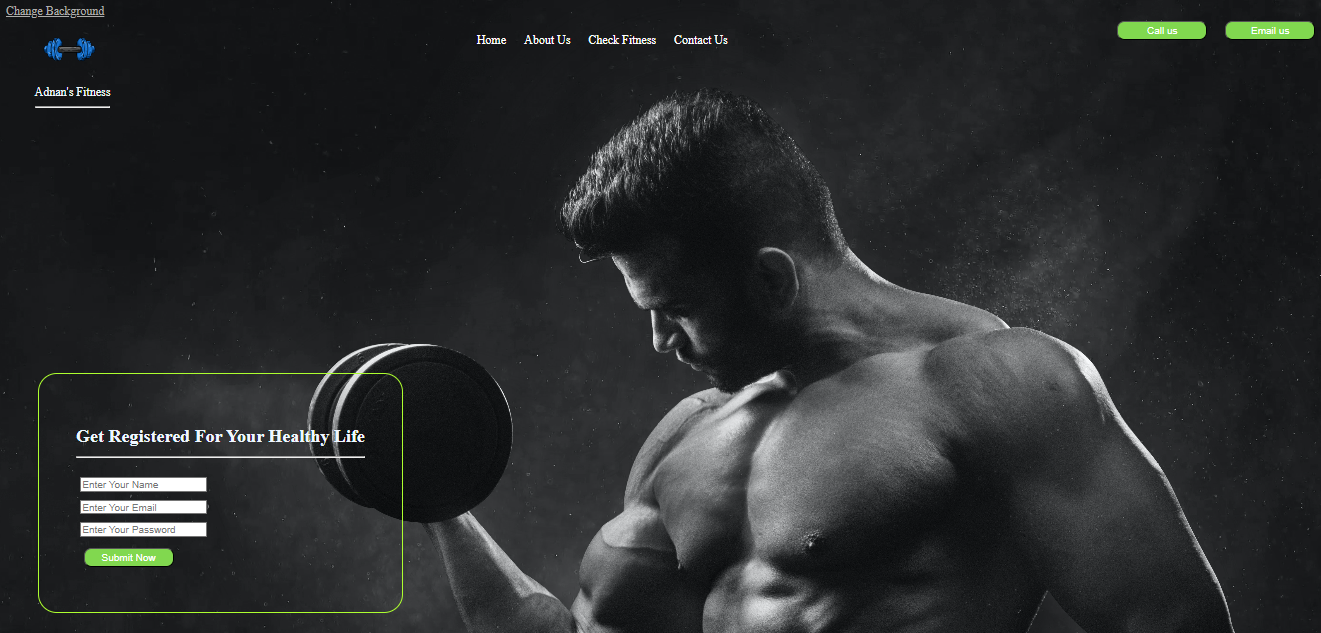 Change Background
Home About Us Check Fitness Contact Us
Call us
Email us
Adnan's Fitness
Get Registered For Your Healthy Life
Enter Your Name
Enter Your Email
Enter Your Password
Submit Now